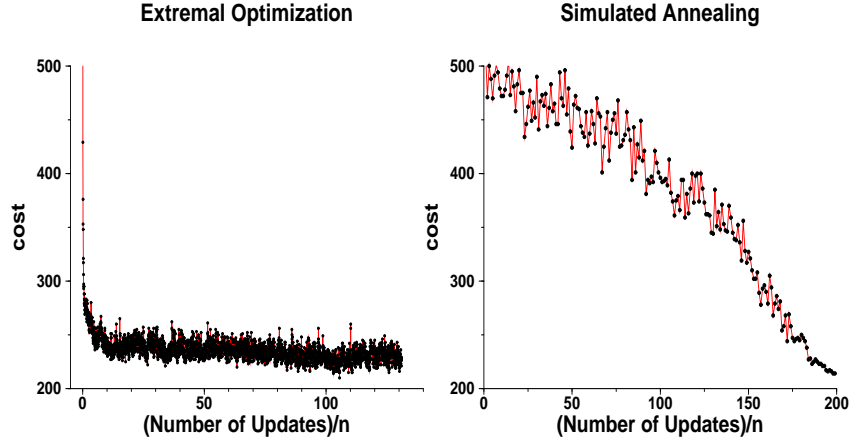 Extremal Optimization
Simulated Annealing
500
400
300
200
cost
0
50
100
(Number of Updates)/n
500
400
300
200
cost
0
50
100
150
200
(Number of Updates)/n